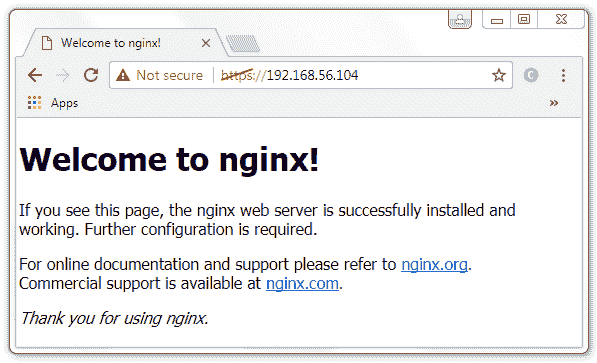 Welcome to nginx!
Not secure | https://192.168.56.104
C
Apps
»
Welcome to nginx!
If you see this page, the nginx web server is successfully installed and
working. Further configuration is required.
For online documentation and support please refer to nginx.org.
Commercial support is available at nginx.com.
Thank you for using nginx.